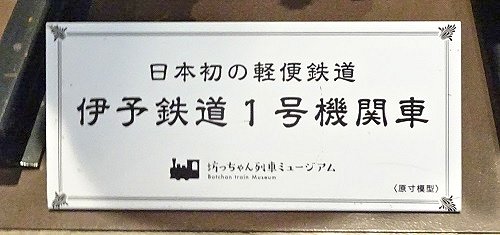 日本初の軽便鉄道
伊予鉄道1号機関車
坊っちゃん列車ミュージアム
Botchan train Museum
〈原寸模型〉